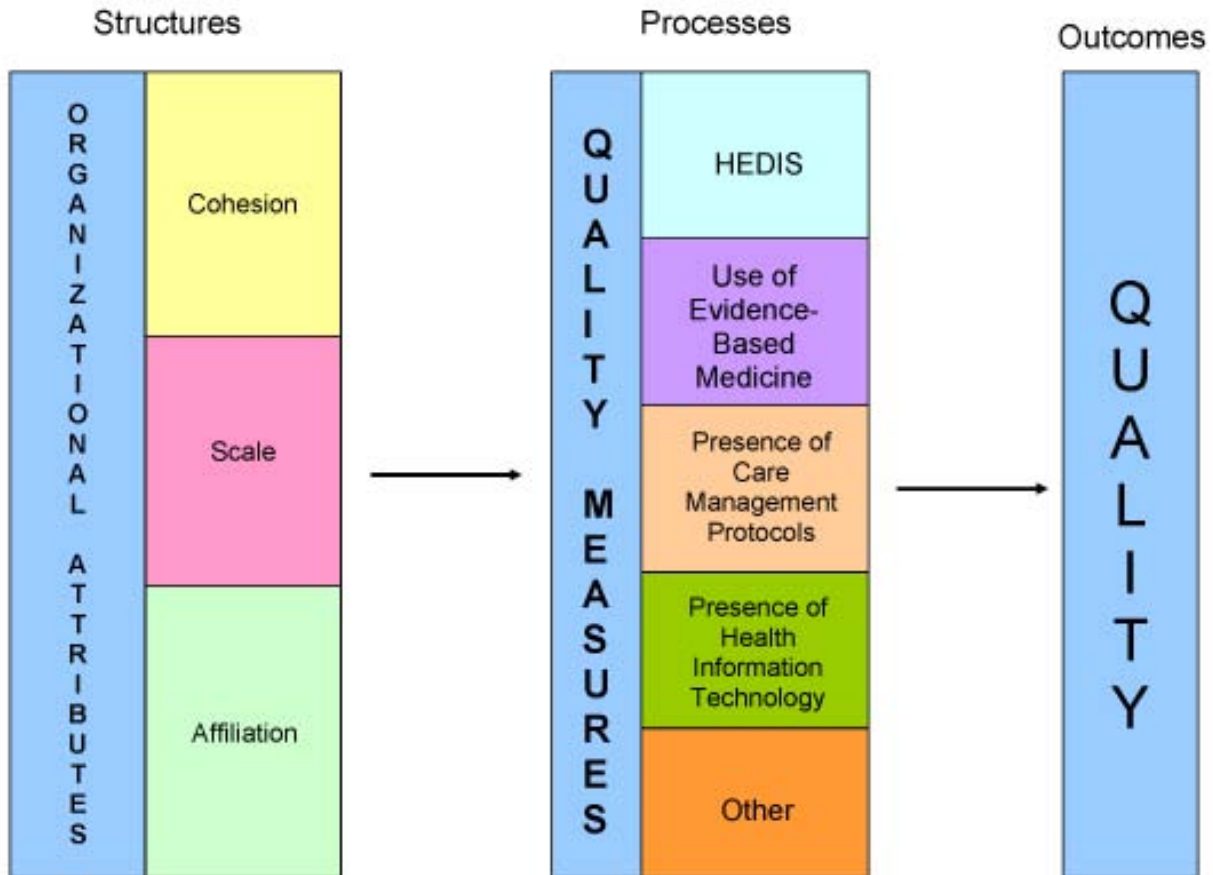 Structures
Processes
Outcomes
ORGANIZATIONAL ATTRIBUTES
Cohesion
Scale
Affiliation
QUALITY MEASURES
HEDIS
Use of
Evidence-
Based
Medicine
Presence of
Care
Management
Protocols
Presence of
Health
Information
Technology
Other
QUALITY